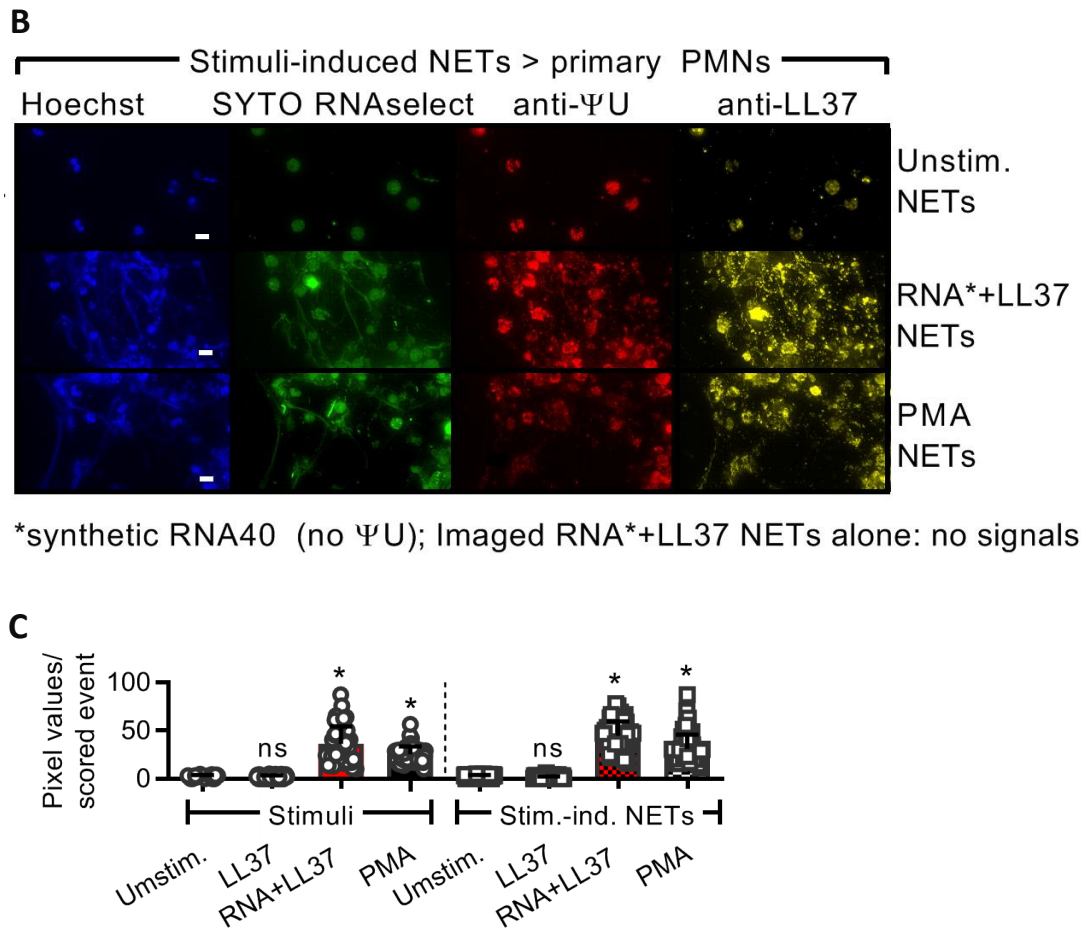 B
Stimuli-induced NETs > primary PMNs
Hoechst SYTO RNAselect anti-ΨU anti-LL37
Unstim.
NETs
RNA*+LL37
NETs
PMA
NETs
*synthetic RNA40 (no ΨU); Imaged RNA*+LL37 NETs alone: no signals
C
Pixel values/
scored event
100
50
0
ns
*
*
ns
*
*
Stimuli
Stim.-ind. NETs
Umstim.
LL37
RNA+LL37
PMA
Umstim.
LL37
RNA+LL37
PMA